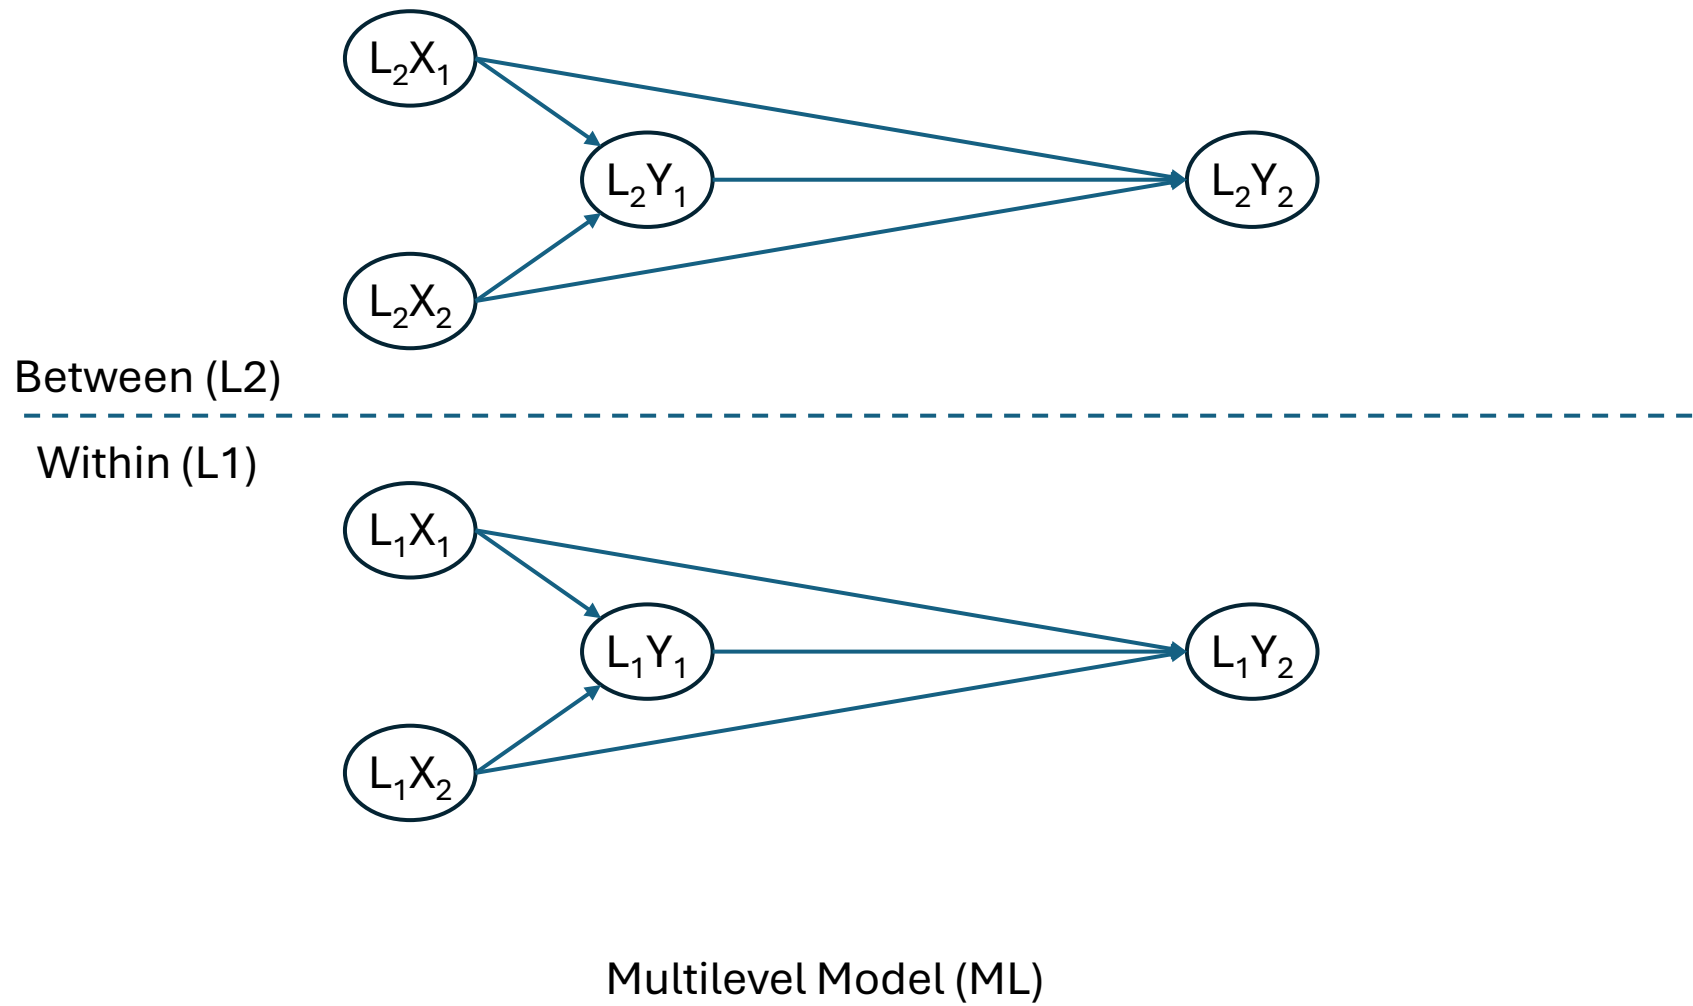 L₂X₁
L₂Y₁
L₂Y₂
L₂X₂
Between (L2)
Within (L1)
L₁X₁
L₁Y₁
L₁Y₂
L₁X₂
Multilevel Model (ML)